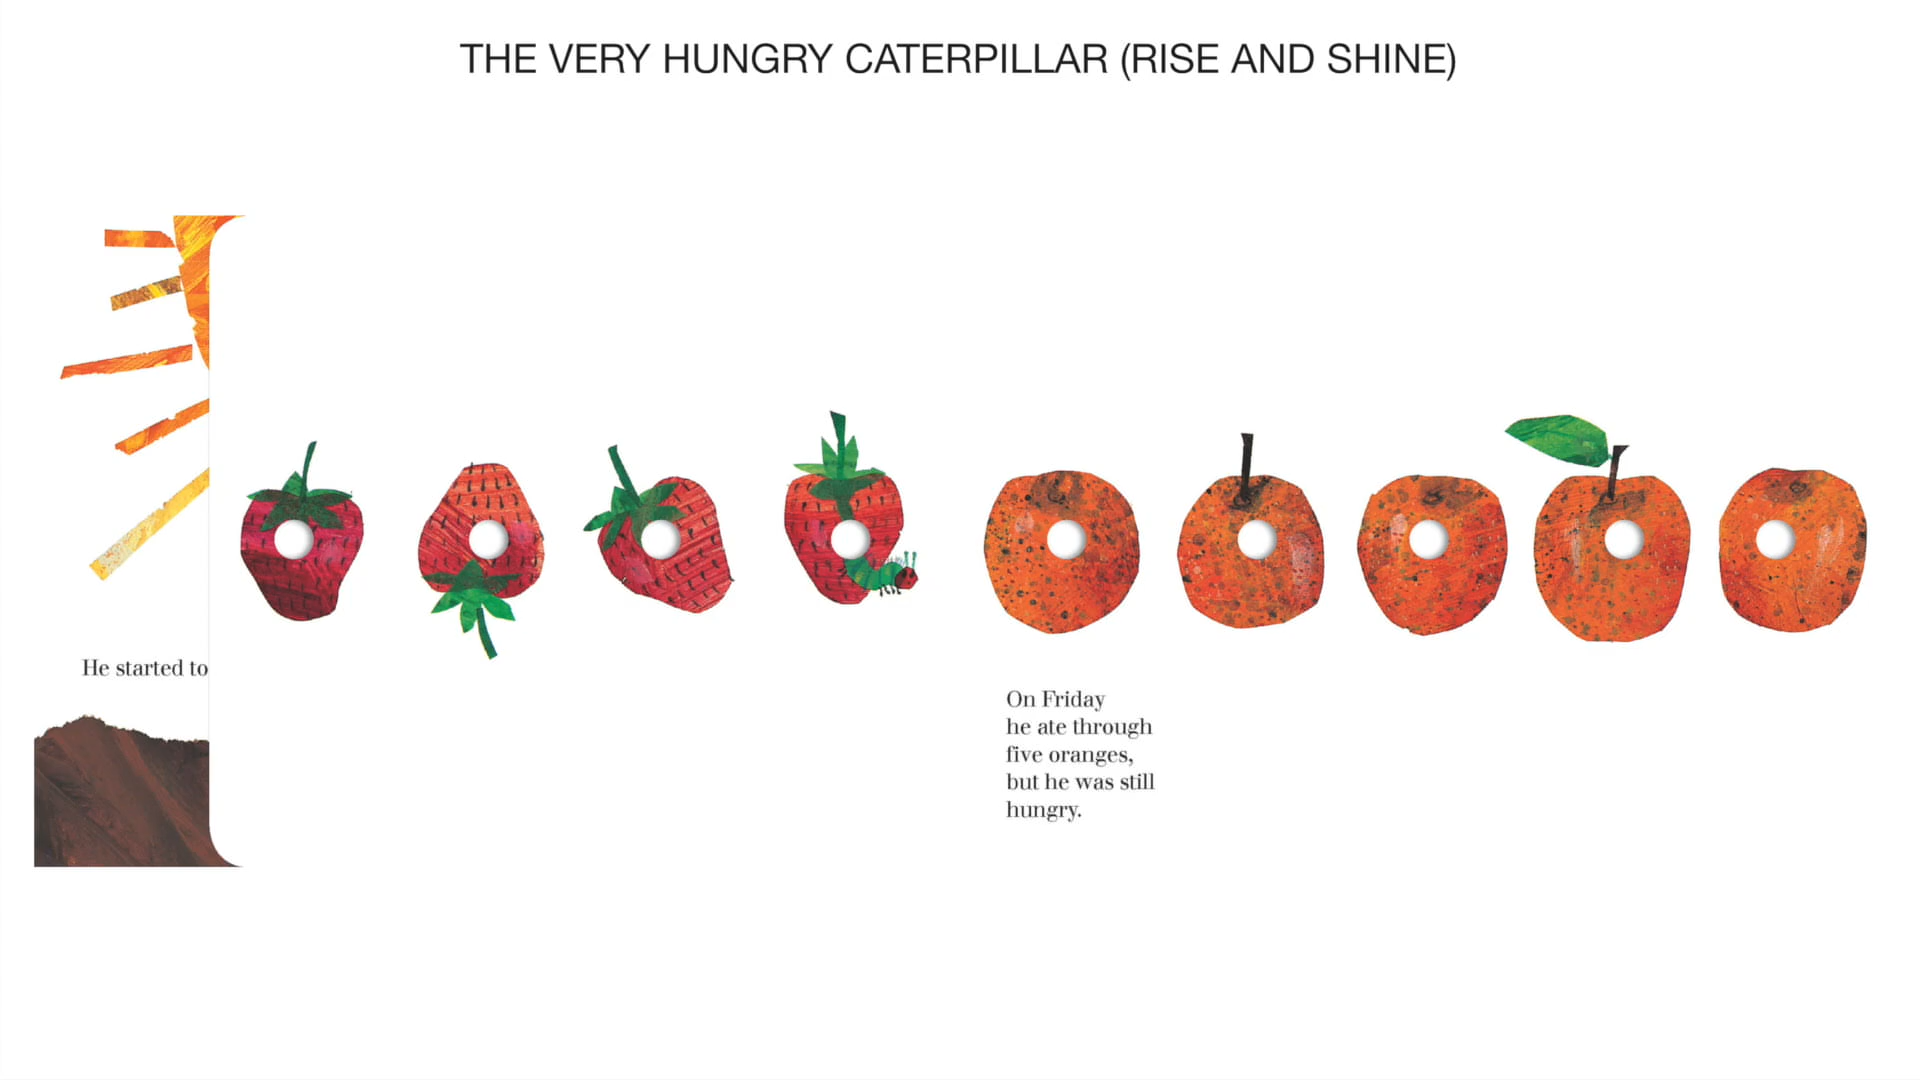 THE VERY HUNGRY CATERPILLAR (RISE AND SHINE)
He started to
On Friday
he ate through
five oranges,
but he was still
hungry.